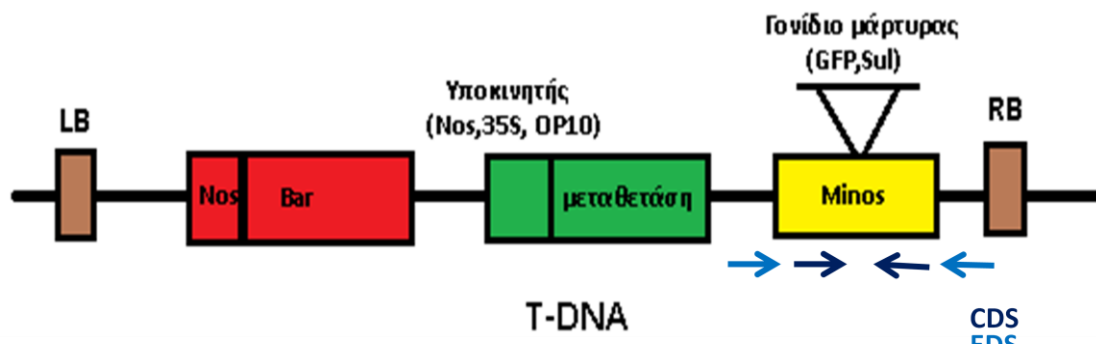 Γονίδιο μάρτυρας
(GFP,Sul)
Υποκινητής
(Nos,35S, OP10)
LB
RB
Nos
Bar
μεταθετάση
Minos
T-DNA
CDS